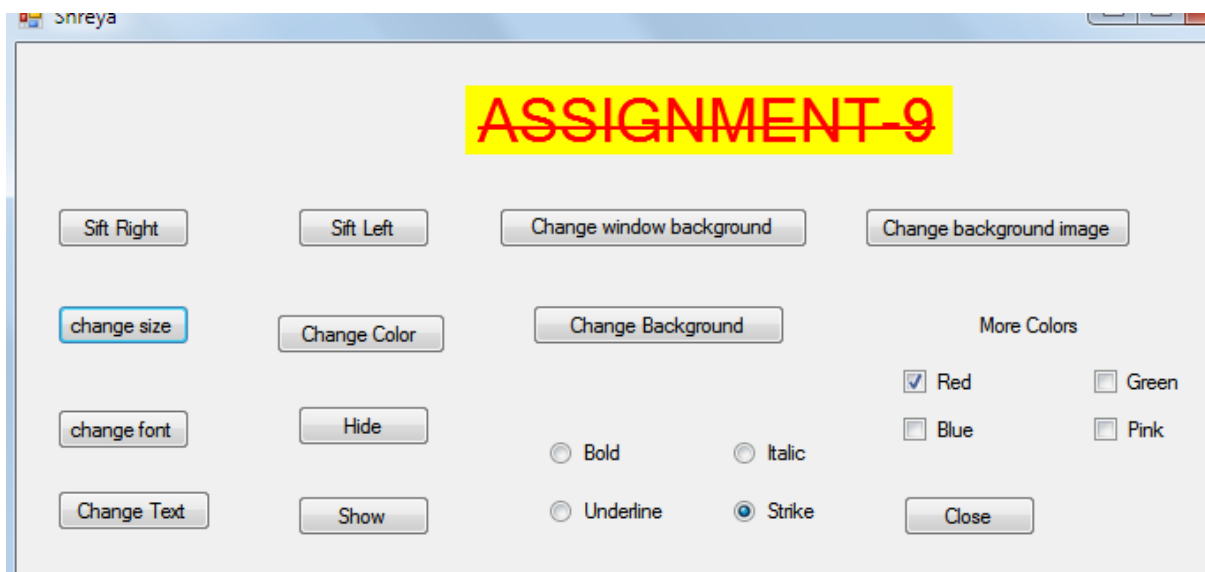 Shreya
ASSIGNMENT-9
Sift Right Sift Left Change window background Change background image
change size Change Color Change Background More Colors
Red Green
change font Hide Blue Pink
Bold Italic
Change Text Show Underline Strike Close